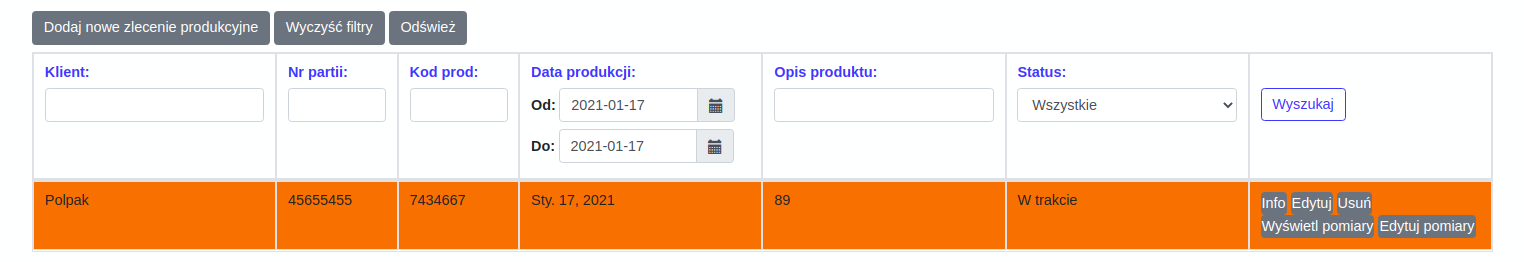 Dodaj nowe zlecenie produkcyjne Wyczyść filtry Odśwież
Klient: Nr partii: Kod prod: Data produkcji: Opis produktu: Status:
Od: 2021-01-17 Wszystkie Wyszukaj
Do: 2021-01-17
Polpak 45655455 7434667 Sty. 17, 2021 89 W trakcie Info Edytuj Usuń
Wyświetl pomiary Edytuj pomiary